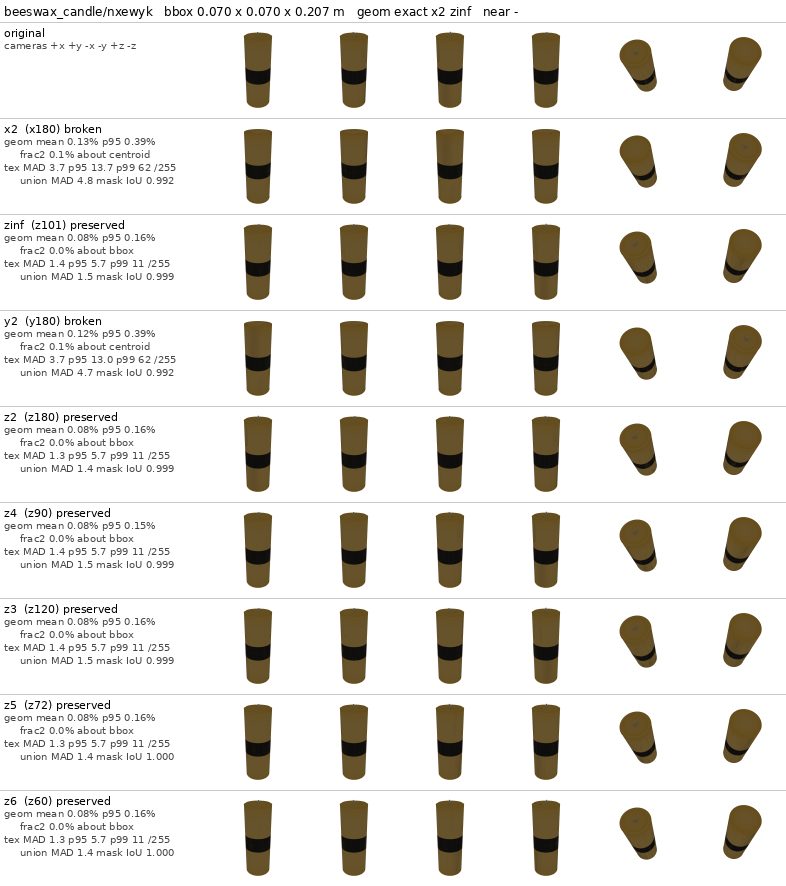 beeswax_candle/nxewyk bbox 0.070 x 0.070 x 0.207 m geom exact x2 zinf near -
original
cameras +x +y -x -y +z -z
x2 (x180) broken
geom mean 0.13% p95 0.39%
frac2 0.1% about centroid
tex MAD 3.7 p95 13.7 p99 62 /255
union MAD 4.8 mask IoU 0.992
zinf (z101) preserved
geom mean 0.08% p95 0.16%
frac2 0.0% about bbox
tex MAD 1.4 p95 5.7 p99 11 /255
union MAD 1.5 mask IoU 0.999
y2 (y180) broken
geom mean 0.12% p95 0.39%
frac2 0.1% about centroid
tex MAD 3.7 p95 13.0 p99 62 /255
union MAD 4.7 mask IoU 0.992
z2 (z180) preserved
geom mean 0.08% p95 0.16%
frac2 0.0% about bbox
tex MAD 1.3 p95 5.7 p99 11 /255
union MAD 1.4 mask IoU 0.999
z4 (z90) preserved
geom mean 0.08% p95 0.15%
frac2 0.0% about bbox
tex MAD 1.4 p95 5.7 p99 11 /255
union MAD 1.5 mask IoU 0.999
z3 (z120) preserved
geom mean 0.08% p95 0.16%
frac2 0.0% about bbox
tex MAD 1.4 p95 5.7 p99 11 /255
union MAD 1.5 mask IoU 0.999
z5 (z72) preserved
geom mean 0.08% p95 0.16%
frac2 0.0% about bbox
tex MAD 1.3 p95 5.7 p99 11 /255
union MAD 1.4 mask IoU 1.000
z6 (z60) preserved
geom mean 0.08% p95 0.16%
frac2 0.0% about bbox
tex MAD 1.3 p95 5.7 p99 11 /255
union MAD 1.4 mask IoU 1.000